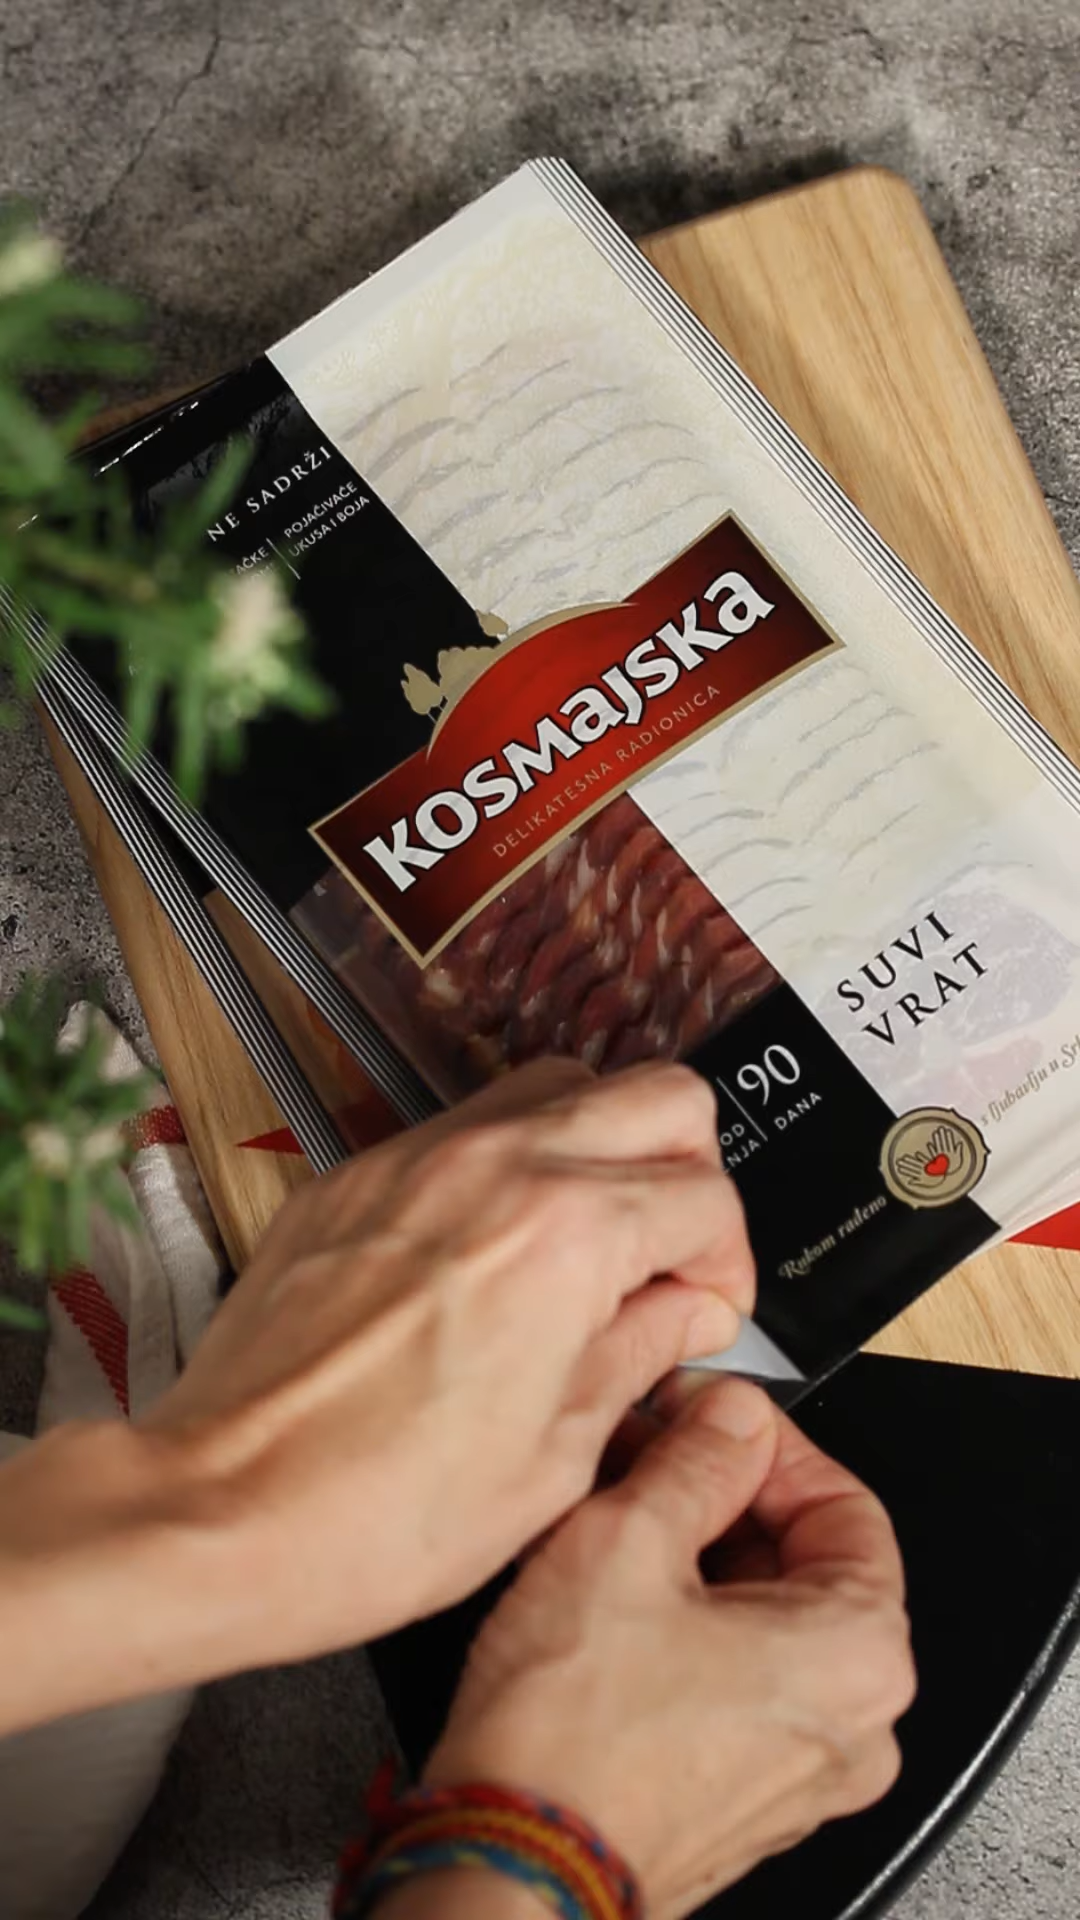 NE SADRŽI
POJAČIVAČE
UKUSA I BOJA
KOSMAJSKA
DELIKATESNA RADIONICA
SUVI
VRAT
90
DANA
s ljubavlju u
Rukom rađeno